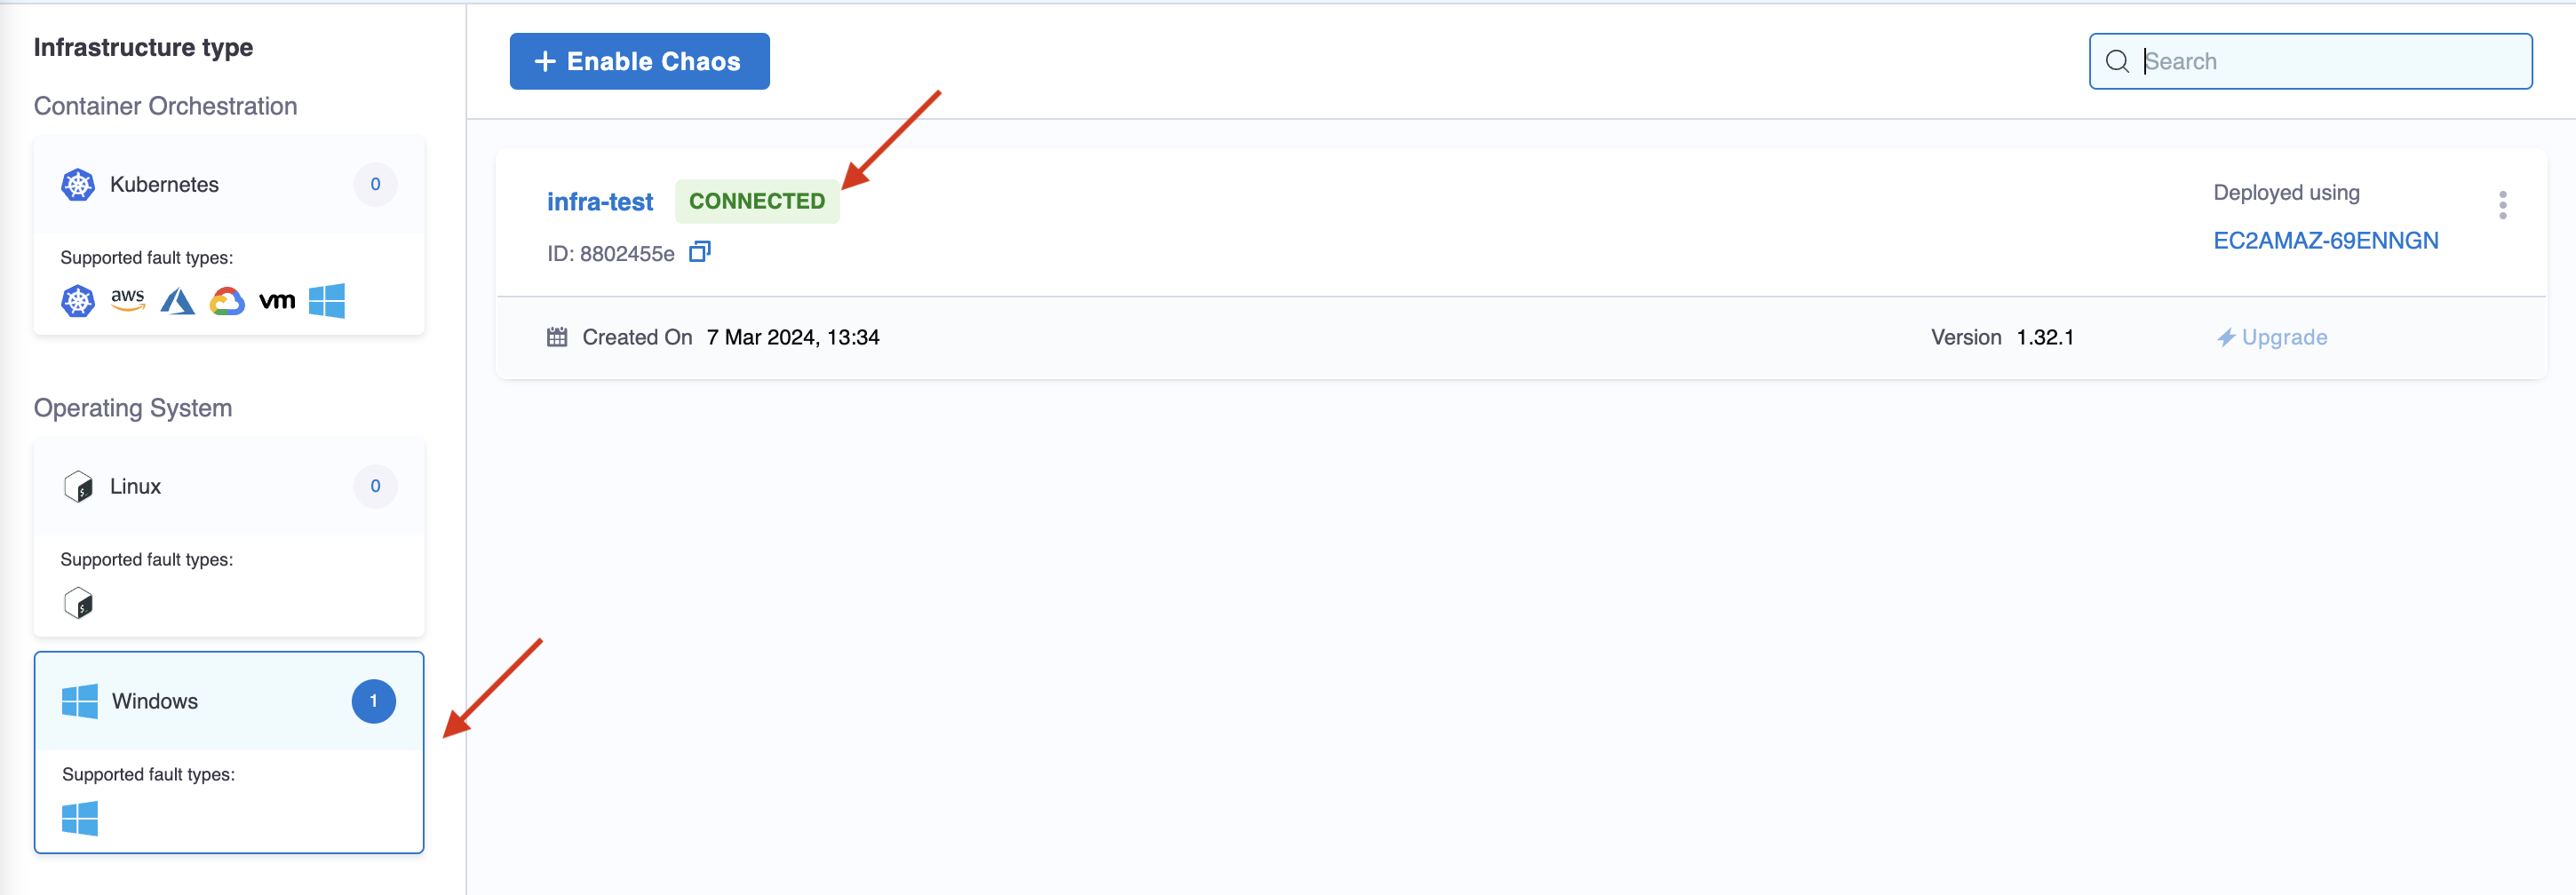 Infrastructure type
Container Orchestration
Kubernetes 0
Supported fault types:
aws vm
Operating System
Linux 0
Supported fault types:
Windows 1
Supported fault types:
+ Enable Chaos
Search
infra-test CONNECTED
ID: 8802455e
Deployed using
EC2AMAZ-69ENNGN
Created On 7 Mar 2024, 13:34
Version 1.32.1
Upgrade